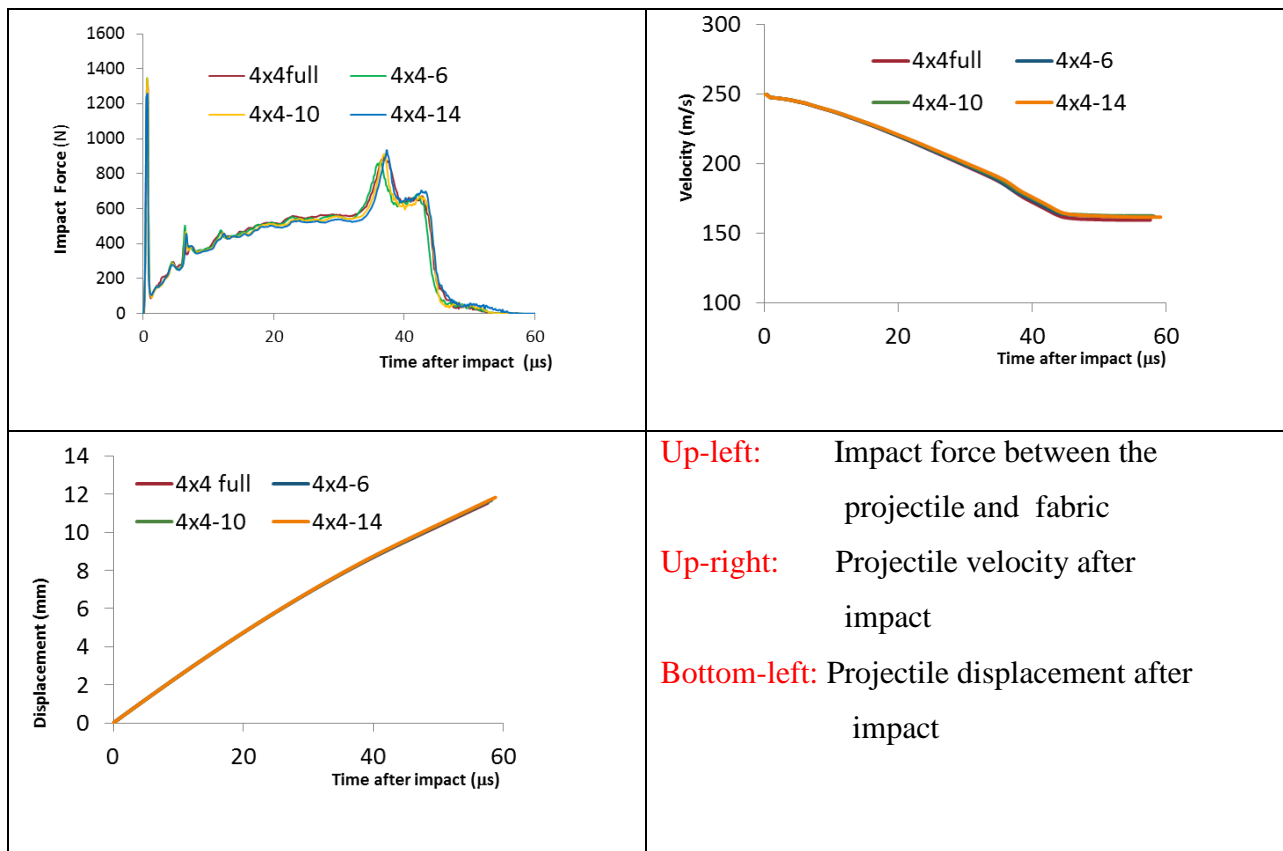 1600
1400
1200
1000
800
600
400
200
0
Impact Force (N)
4x4full 4x4-6
4x4-10 4x4-14
0 20 40 60
Time after impact (μs)
300
250
200
150
100
Velocity (m/s)
4x4full 4x4-6
4x4-10 4x4-14
0 20 40 60
Time after impact (μs)
14
12
10
8
6
4
2
0
Displacement (mm)
4x4 full 4x4-6
4x4-10 4x4-14
0 20 40 60
Time after impact (μs)
Up-left: Impact force between the
projectile and fabric
Up-right: Projectile velocity after
impact
Bottom-left: Projectile displacement after
impact